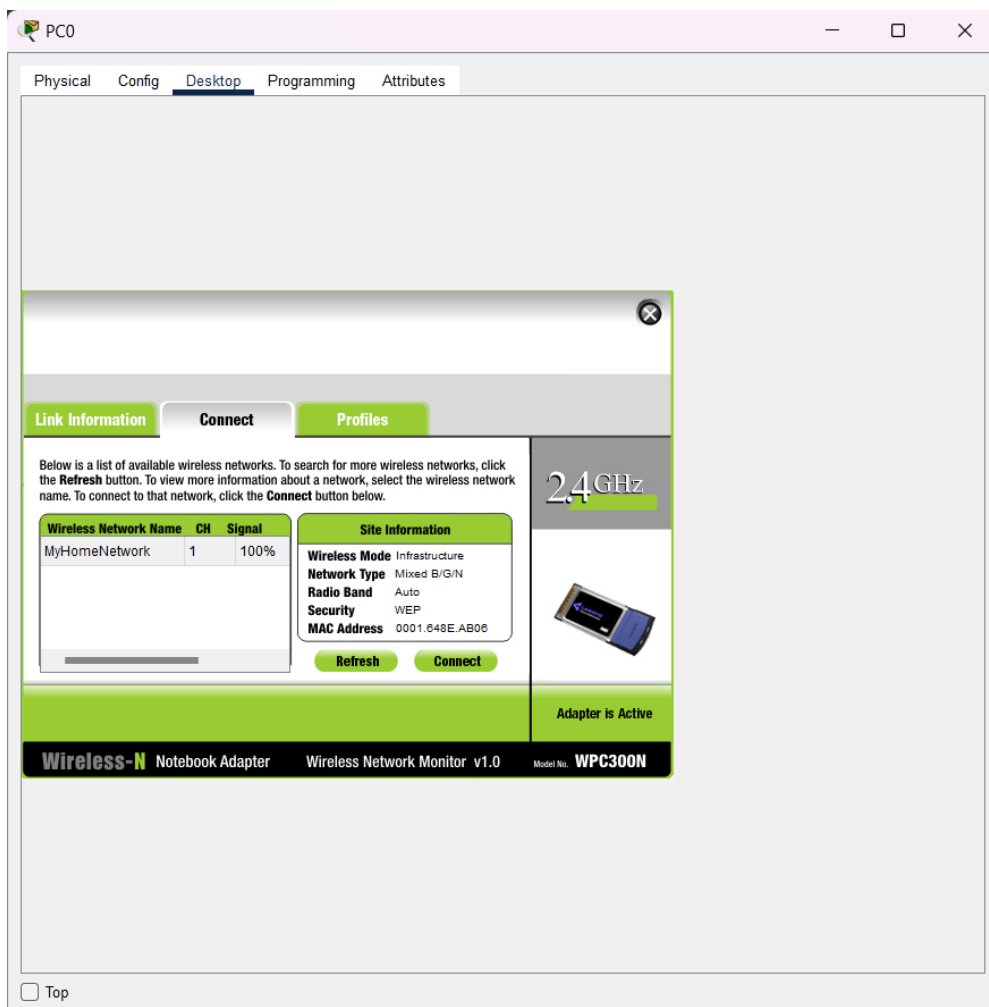 PC0
Physical Config Desktop Programming Attributes
Link Information Connect Profiles
Below is a list of available wireless networks. To search for more wireless networks, click
the Refresh button. To view more information about a network, select the wireless network
name. To connect to that network, click the Connect button below.
2.4GHz
Wireless Network Name CH Signal
MyHomeNetwork 1 100%
Site Information
Wireless Mode Infrastructure
Network Type Mixed B/G/N
Radio Band Auto
Security WEP
MAC Address 0001.648E.AB06
Refresh Connect
Adapter is Active
Wireless-N Notebook Adapter Wireless Network Monitor v1.0 Model No. WPC300N
Top